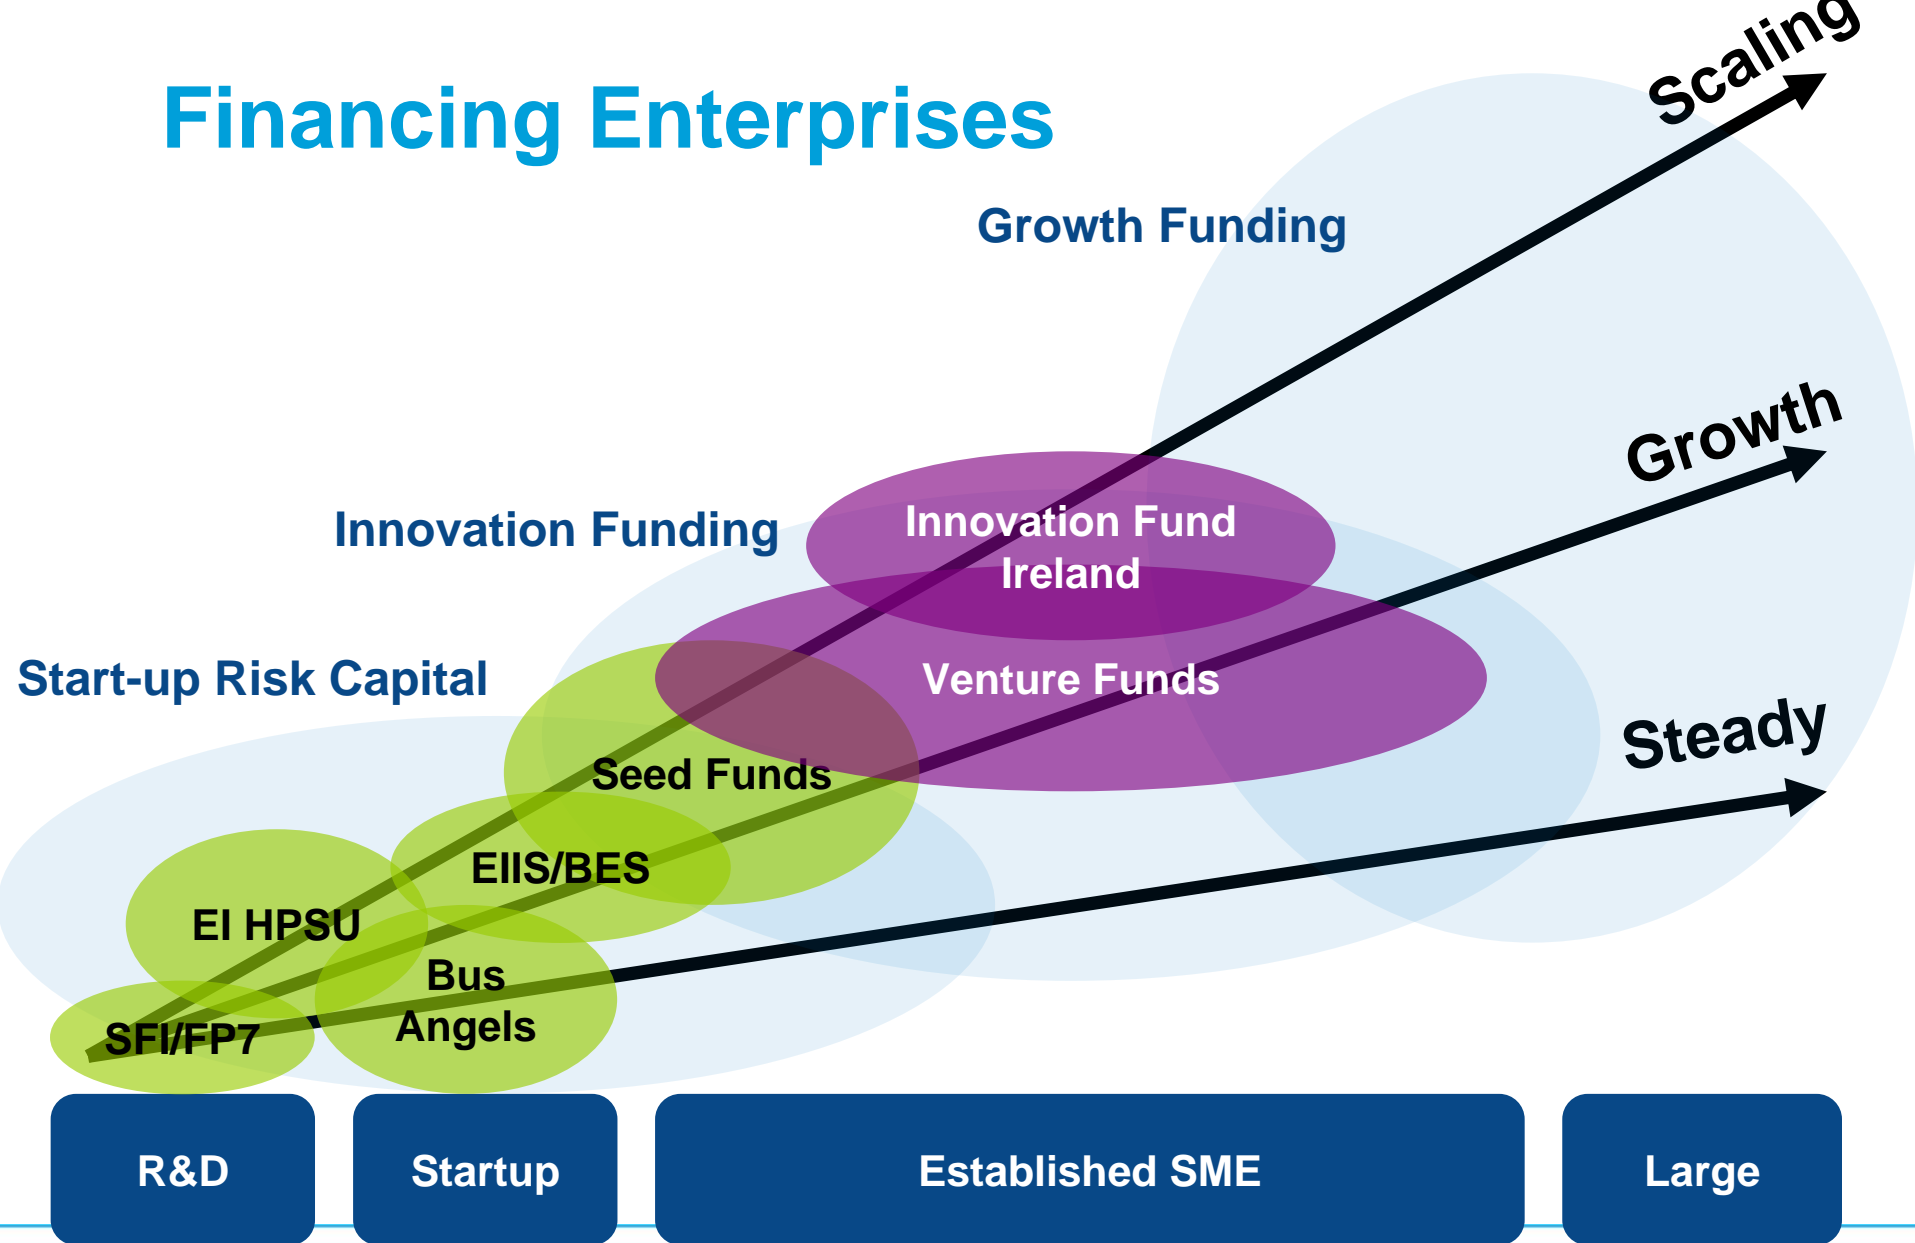 Scaling
Financing Enterprises
Growth Funding
Growth
Innovation Funding
Innovation Fund
Ireland
Start-up Risk Capital
Venture Funds
Steady
Seed Funds
EIIS/BES
EI HPSU
Bus
Angels
SFI/FP7
R&D
Startup
Established SME
Large